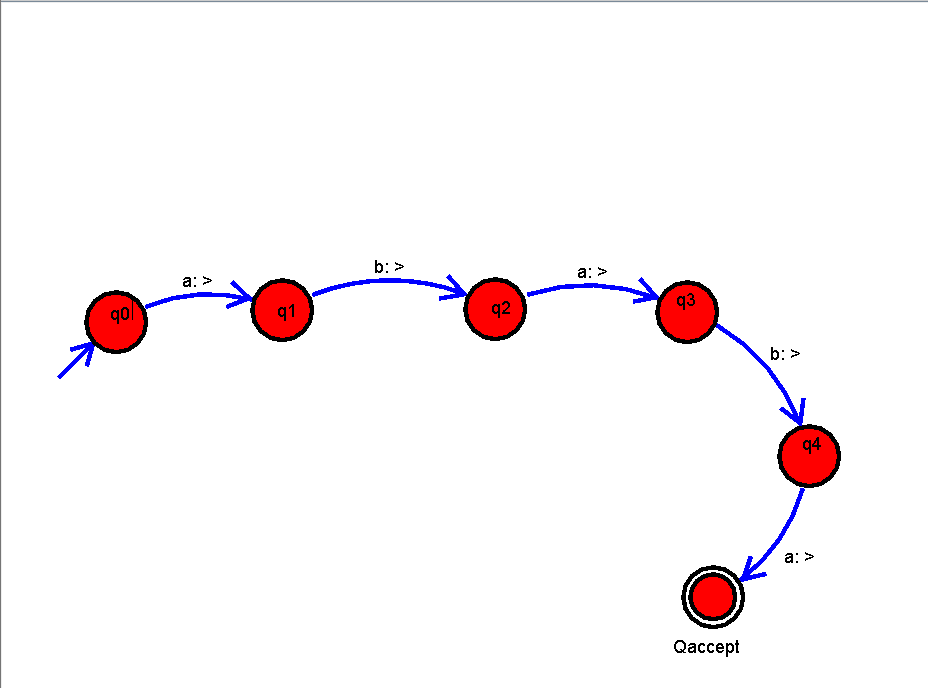 a: >
b: >
a: >
q0
q1
q2
q3
b: >
q4
a: >
Qaccept